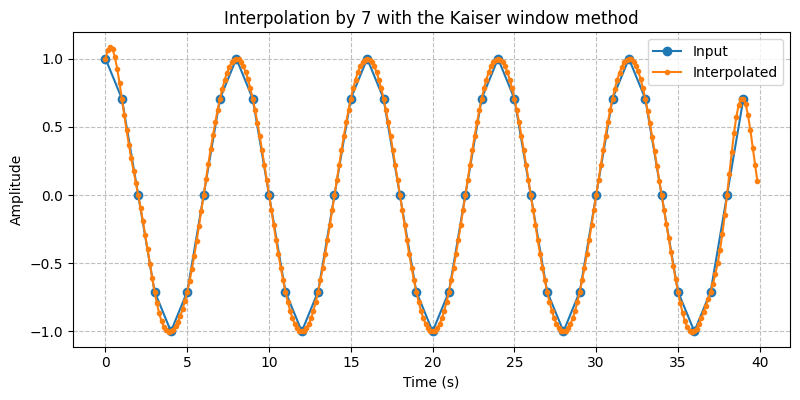 Interpolation by 7 with the Kaiser window method
Input
Interpolated
Amplitude
1.0
0.5
0.0
−0.5
−1.0
0 5 10 15 20 25 30 35 40
Time (s)